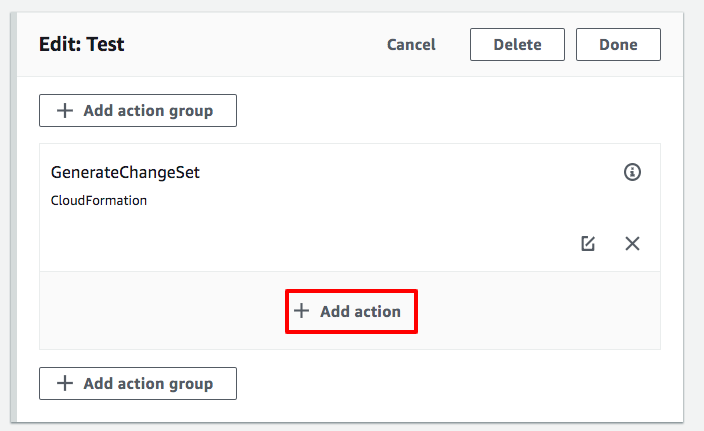 Edit: Test
Cancel
Delete
Done
Add action group
GenerateChangeSet
CloudFormation
Add action
Add action group